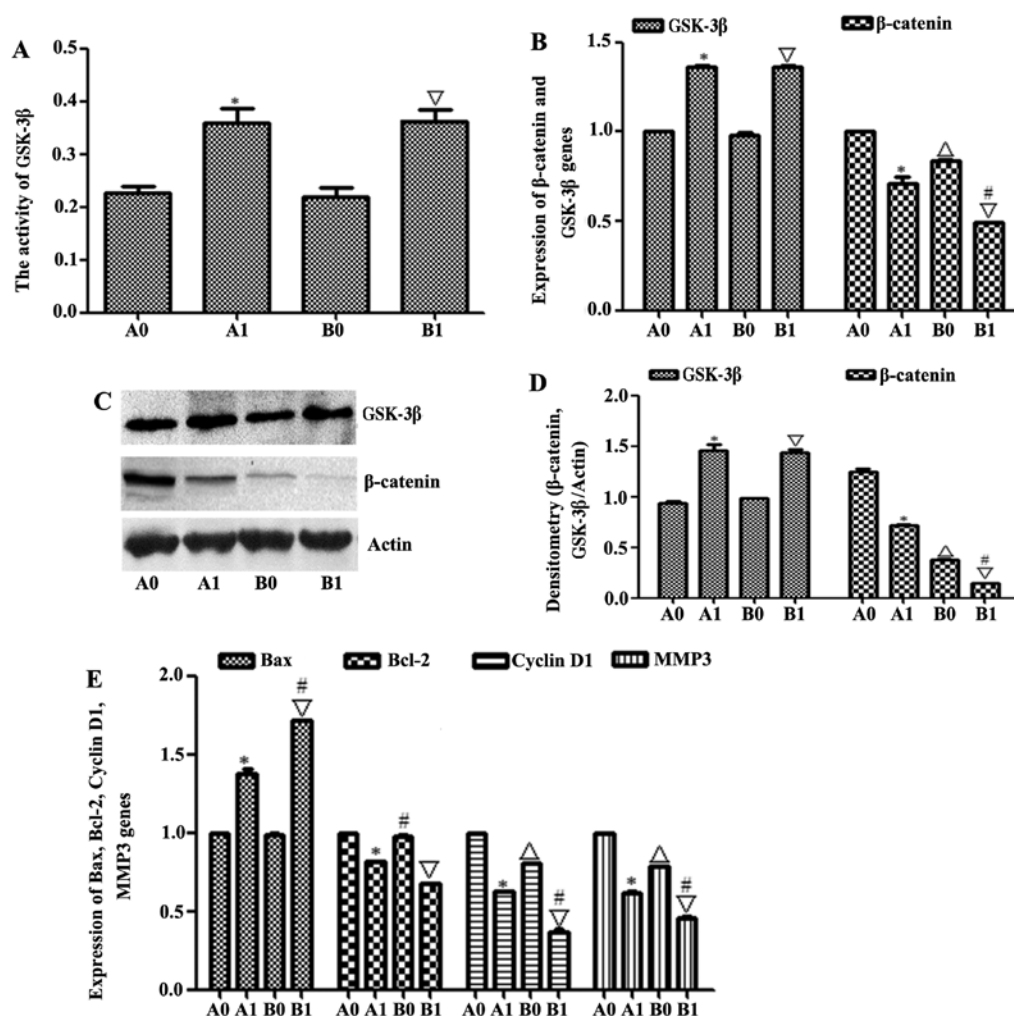 A
The activity of GSK-3β
0.5
0.4
0.3
0.2
0.1
0.0
*
▽
A0 A1 B0 B1
B
GSK-3β β-catenin
Expression of β-catenin and
GSK-3β genes
1.5
1.0
0.5
0.0
* ▽
* △ # ▽
A0 A1 B0 B1 A0 A1 B0 B1
C
GSK-3β
β-catenin
Actin
A0 A1 B0 B1
D
GSK-3β β-catenin
Densitometry (β-catenin,
GSK-3β/Actin)
2.0
1.5
1.0
0.5
0.0
* ▽
* △ # ▽
A0 A1 B0 B1 A0 A1 B0 B1
E
Bax Bcl-2 Cyclin D1 MMP3
Expression of Bax, Bcl-2, Cyclin D1,
MMP3 genes
2.0
1.5
1.0
0.5
0.0
* # ▽
* # ▽
* △ # ▽
* △ # ▽
A0 A1 B0 B1 A0 A1 B0 B1 A0 A1 B0 B1 A0 A1 B0 B1